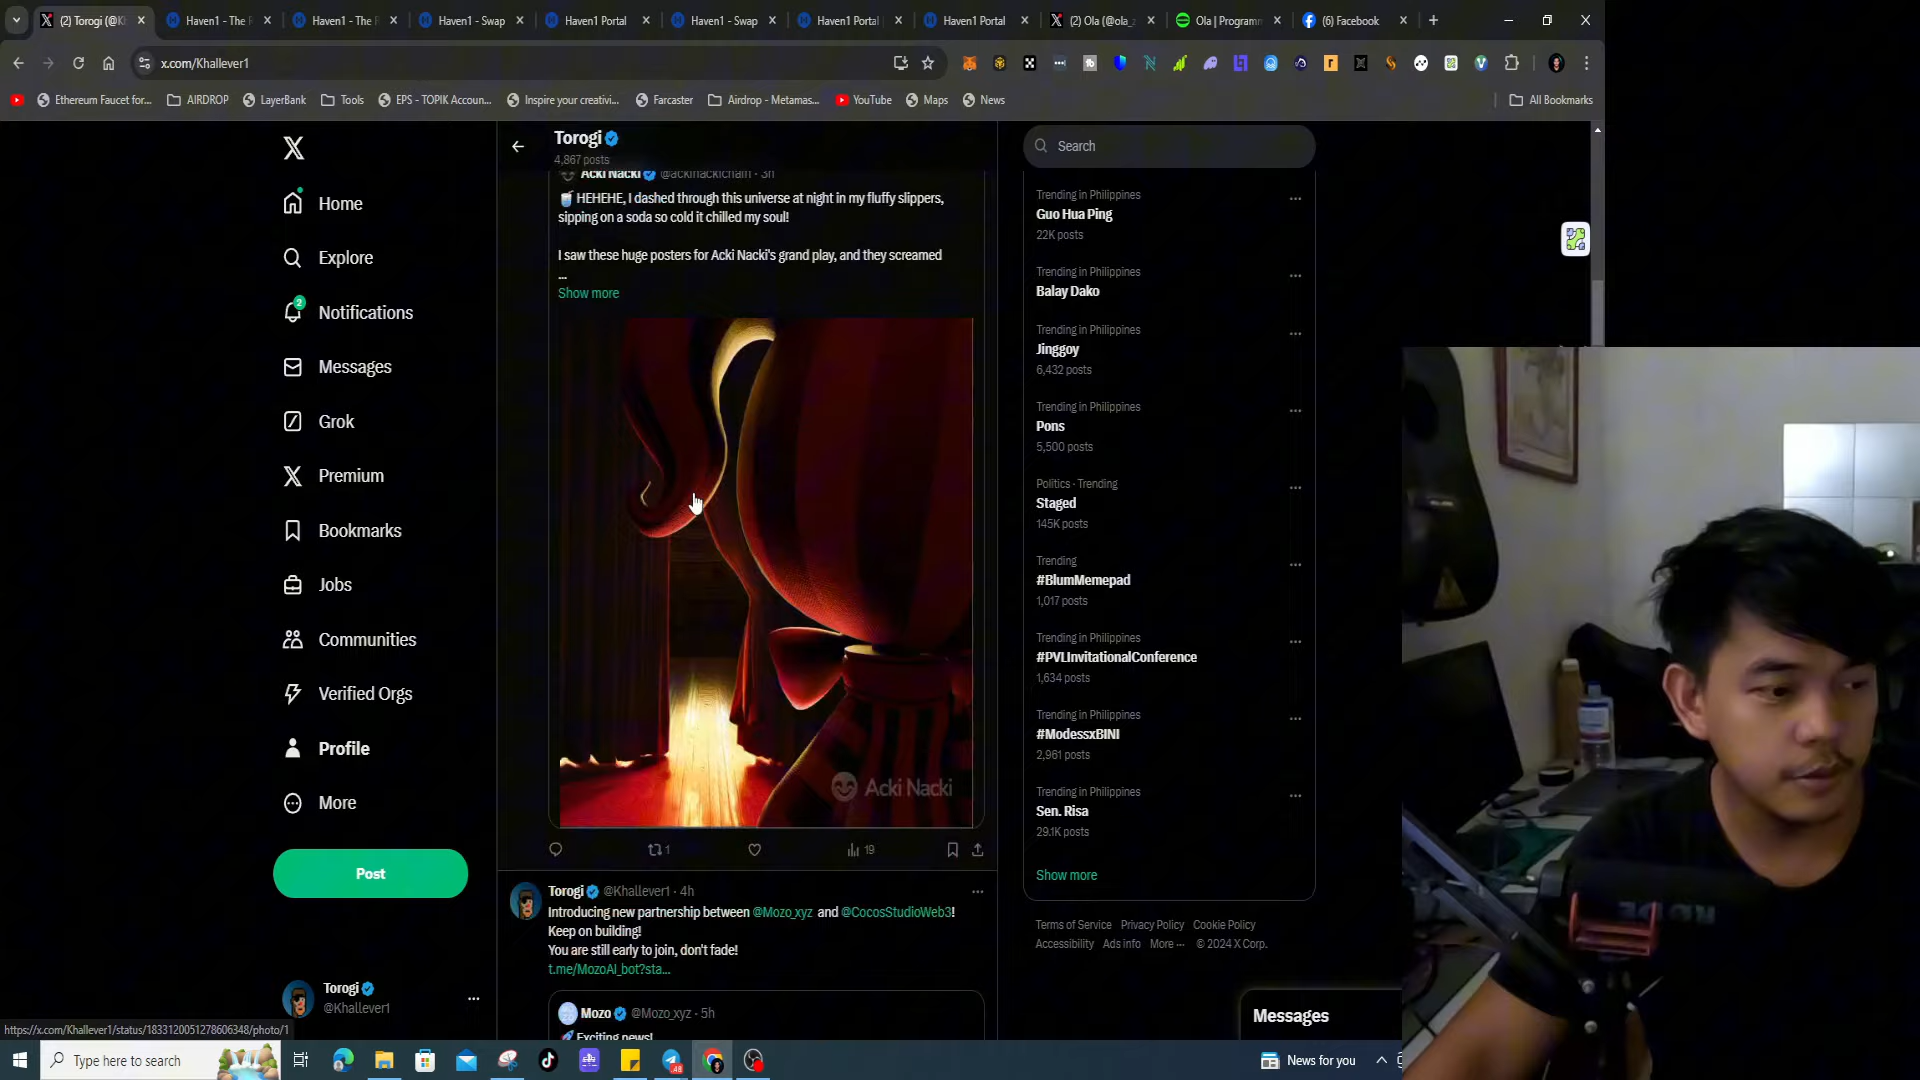 (2) Torogi (@K
Haven1 - The R
Haven1 - The R
Haven1 - Swap
Haven1 Portal
Haven1 - Swap
Haven1 Portal
Haven1 Portal
(2) Ola (@ola_
Ola | Programm
(6) Facebook
x.com/Khallever1
Ethereum Faucet for...
AIRDROP
LayerBank
Tools
EPS - TOPIK Accoun...
Inspire your creativi...
Farcaster
Airdrop - Metamas...
YouTube
Maps
News
All Bookmarks
Home
Explore
2
Notifications
Messages
Grok
Premium
Bookmarks
Jobs
Communities
Verified Orgs
Profile
More
Post
Torogi
@Khallever1
Torogi
4,867 posts
Acki Nacki @ackinackichain · 3h
HEHEHE, I dashed through this universe at night in my fluffy slippers,
sipping on a soda so cold it chilled my soul!
I saw these huge posters for Acki Nacki's grand play, and they screamed
...
Show more
Acki Nacki
1
19
Torogi @Khallever1 · 4h
Introducing new partnership between @Mozo_xyz and @CocosStudioWeb3!
Keep on building!
You are still early to join, don't fade!
t.me/MozoAI_bot?sta...
Mozo @Mozo_xyz · 5h
Exciting news!
Search
Trending in Philippines
Guo Hua Ping
22K posts
Trending in Philippines
Balay Dako
Trending in Philippines
Jinggoy
6,432 posts
Trending in Philippines
Pons
5,500 posts
Politics · Trending
Staged
145K posts
Trending
#BlumMemepad
1,017 posts
Trending in Philippines
#PVLInvitationalConference
1,634 posts
Trending in Philippines
#ModessxBINI
2,961 posts
Trending in Philippines
Sen. Risa
29.1K posts
Show more
Terms of Service Privacy Policy Cookie Policy
Accessibility Ads info More ··· © 2024 X Corp.
Messages
https://x.com/Khallever1/status/1833120051278606348/photo/1
Type here to search
48
News for you